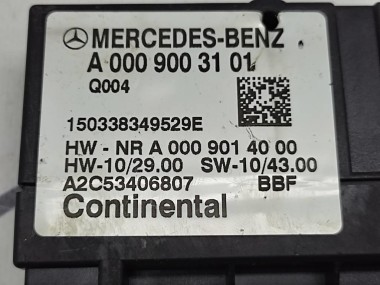 MERCEDES-BENZ
A 000 900 31 01
Q004
150338349529E
HW - NR A 000 901 40 00
HW-10/29.00 SW-10/43.00
A2C53406807 BBF
Continental